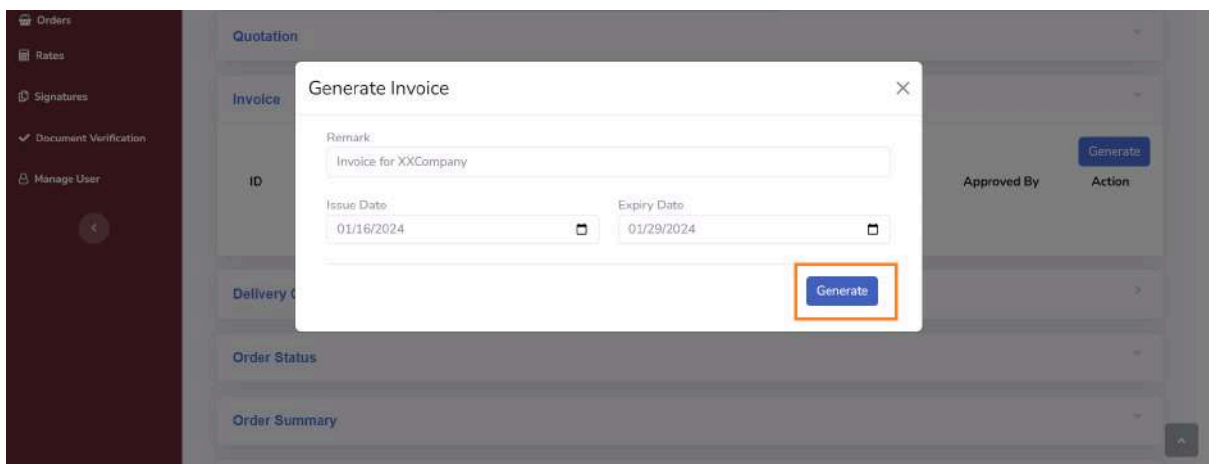 Orders
Rates
Signatures
Document Verification
Manage User
Quotation
Invoice
Generate
ID
Approved By
Action
Generate Invoice
Remark
Invoice for XXCompany
Issue Date
Expiry Date
01/16/2024
01/29/2024
Generate
Delivery
Order Status
Order Summary